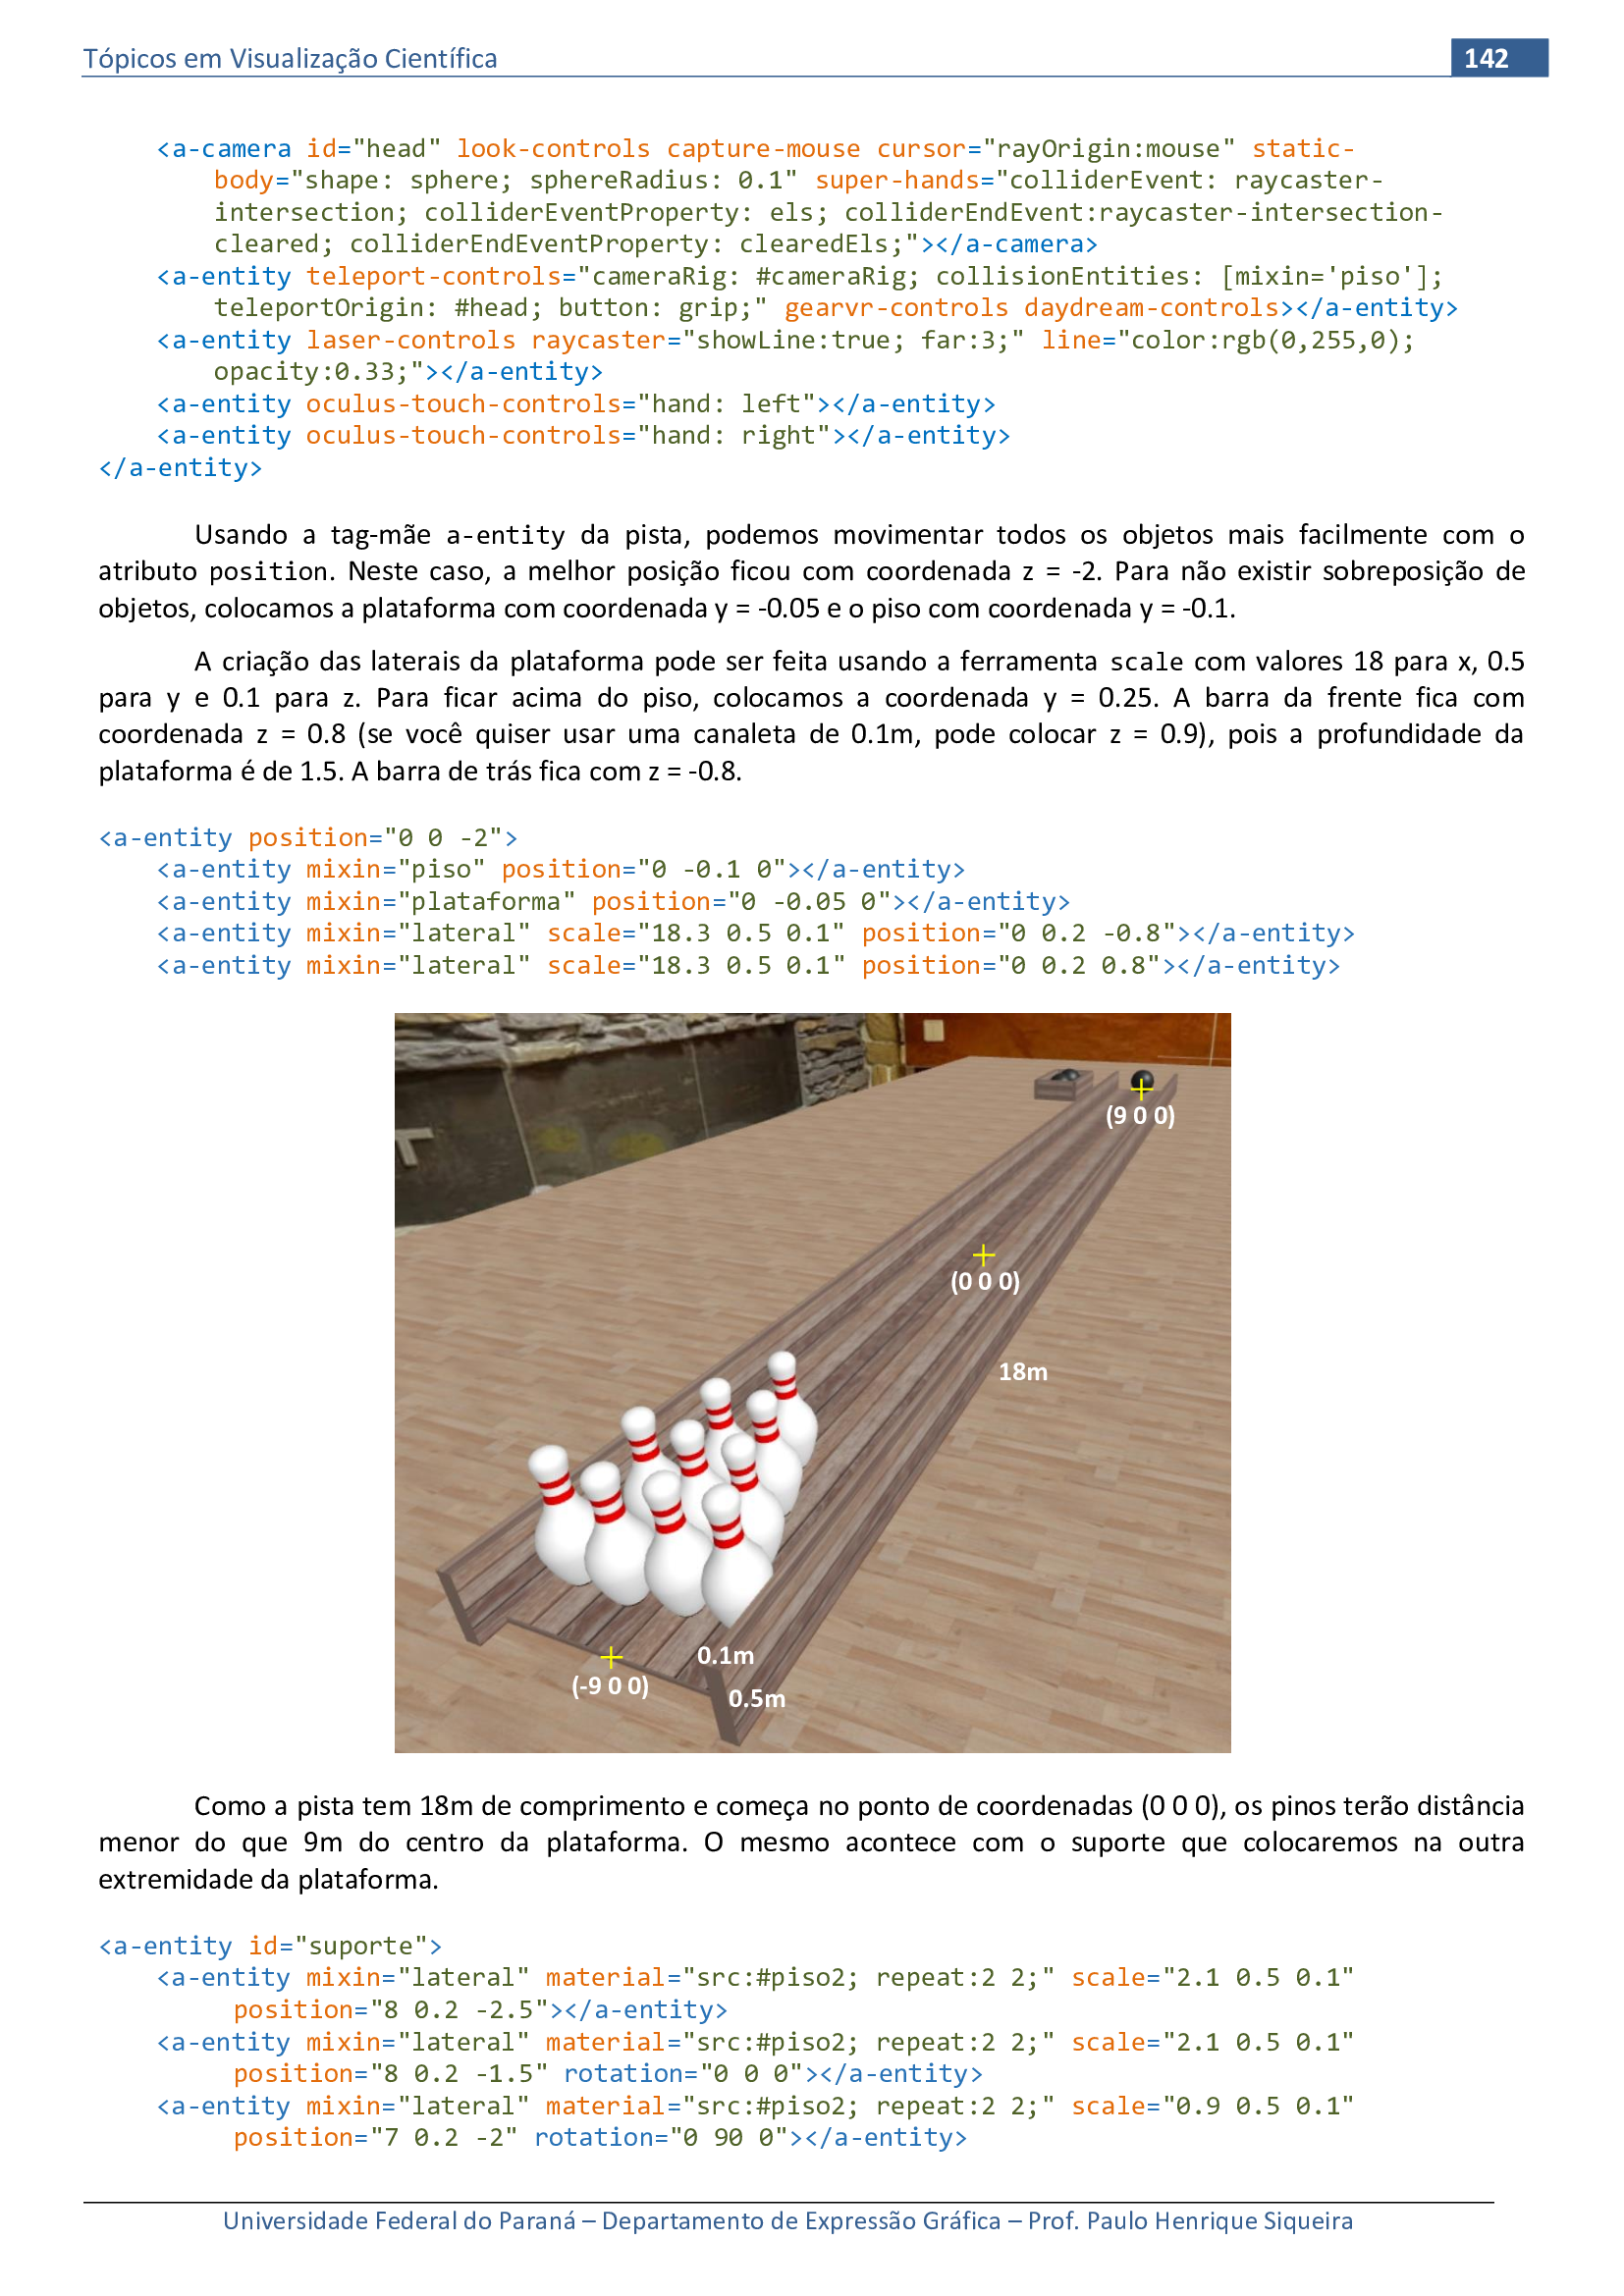 Tópicos em Visualização Científica
142
<a-camera id="head" look-controls capture-mouse cursor="rayOrigin:mouse" static-
body="shape: sphere; sphereRadius: 0.1" super-hands="colliderEvent: raycaster-
intersection; colliderEventProperty: els; colliderEndEvent:raycaster-intersection-
cleared; colliderEndEventProperty: clearedEls;"></a-camera>
<a-entity teleport-controls="cameraRig: #cameraRig; collisionEntities: [mixin='piso'];
teleportOrigin: #head; button: grip;" gearvr-controls daydream-controls></a-entity>
<a-entity laser-controls raycaster="showLine:true; far:3;" line="color:rgb(0,255,0);
opacity:0.33;"></a-entity>
<a-entity oculus-touch-controls="hand: left"></a-entity>
<a-entity oculus-touch-controls="hand: right"></a-entity>
</a-entity>
Usando a tag-mãe a-entity da pista, podemos movimentar todos os objetos mais facilmente com o
atributo position. Neste caso, a melhor posição ficou com coordenada z = -2. Para não existir sobreposição de
objetos, colocamos a plataforma com coordenada y = -0.05 e o piso com coordenada y = -0.1.
A criação das laterais da plataforma pode ser feita usando a ferramenta scale com valores 18 para x, 0.5
para y e 0.1 para z. Para ficar acima do piso, colocamos a coordenada y = 0.25. A barra da frente fica com
coordenada z = 0.8 (se você quiser usar uma canaleta de 0.1m, pode colocar z = 0.9), pois a profundidade da
plataforma é de 1.5. A barra de trás fica com z = -0.8.
<a-entity position="0 0 -2">
<a-entity mixin="piso" position="0 -0.1 0"></a-entity>
<a-entity mixin="plataforma" position="0 -0.05 0"></a-entity>
<a-entity mixin="lateral" scale="18.3 0.5 0.1" position="0 0.2 -0.8"></a-entity>
<a-entity mixin="lateral" scale="18.3 0.5 0.1" position="0 0.2 0.8"></a-entity>
(9 0 0)
(0 0 0)
18m
0.1m
(-9 0 0)
0.5m
Como a pista tem 18m de comprimento e começa no ponto de coordenadas (0 0 0), os pinos terão distância
menor do que 9m do centro da plataforma. O mesmo acontece com o suporte que colocaremos na outra
extremidade da plataforma.
<a-entity id="suporte">
<a-entity mixin="lateral" material="src:#piso2; repeat:2 2;" scale="2.1 0.5 0.1"
position="8 0.2 -2.5"></a-entity>
<a-entity mixin="lateral" material="src:#piso2; repeat:2 2;" scale="2.1 0.5 0.1"
position="8 0.2 -1.5" rotation="0 0 0"></a-entity>
<a-entity mixin="lateral" material="src:#piso2; repeat:2 2;" scale="0.9 0.5 0.1"
position="7 0.2 -2" rotation="0 90 0"></a-entity>
Universidade Federal do Paraná – Departamento de Expressão Gráfica – Prof. Paulo Henrique Siqueira